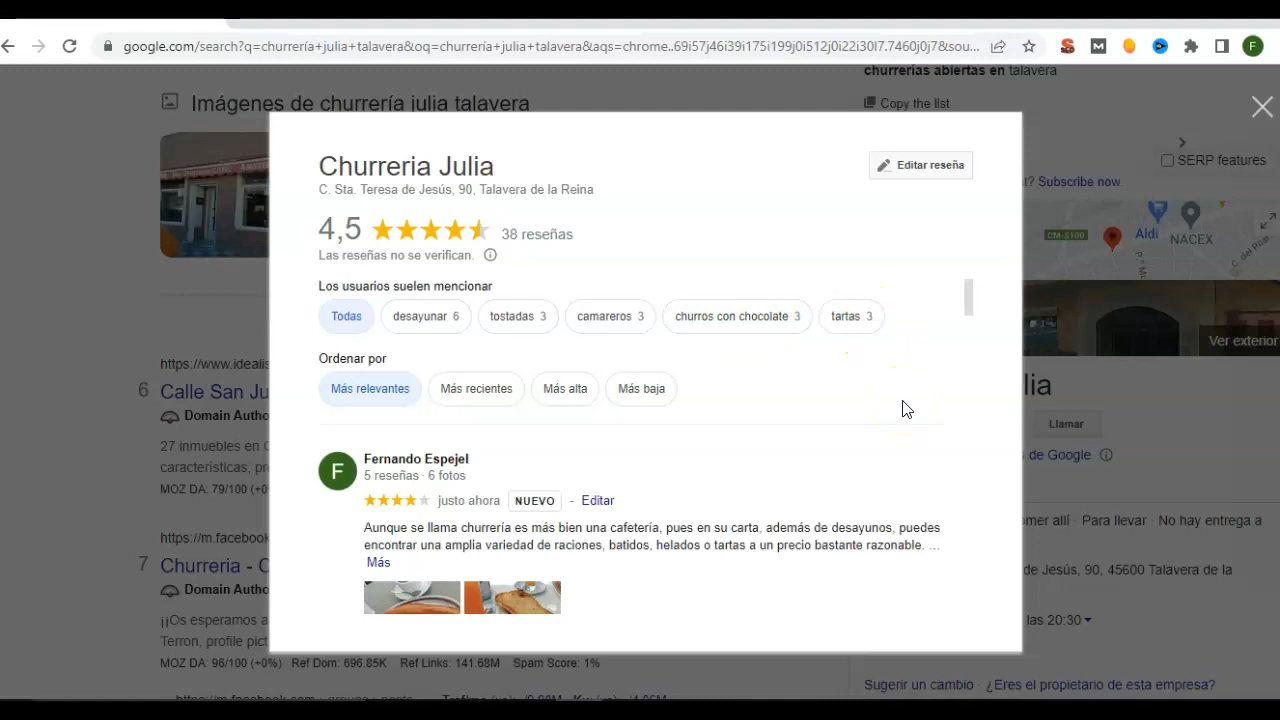 google.com/search?q=churrería+julia+talavera&oq=churrería+julia+talavera&aqs=chrome..69i57j46i39i175i199j0i512j0i22i30l7.7460j0j7&sou...
F
churrerías abiertas en talavera
Imágenes de churrería julia talavera
Copy the list
SERP features
t? Subscribe now
Churreria Julia
Editar reseña
C. Sta. Teresa de Jesús, 90, Talavera de la Reina
4,5
38 reseñas
Las reseñas no se verifican.
Aldi
NACEX
CM-5100
C. del Pilar
Los usuarios suelen mencionar
Todas
desayunar 6
tostadas 3
camareros 3
churros con chocolate 3
tartas 3
Ver exterior
Ordenar por
Más relevantes
Más recientes
Más alta
Más baja
https://www.idealis
6
Calle San Ju
Domain Autho
27 inmuebles en C
características, pre
MOZ DA: 79/100 (+0%
lia
Llamar
s de Google
F
Fernando Espejel
5 reseñas · 6 fotos
justo ahora NUEVO - Editar
Aunque se llama churrería es más bien una cafetería, pues en su carta, además de desayunos, puedes
encontrar una amplia variedad de raciones, batidos, helados o tartas a un precio bastante razonable. ...
Más
https://m.facebook
7
Churreria - C
Domain Autho
¡¡Os esperamos a
Terron, profile pict
MOZ DA: 96/100 (+0%) Ref Dom: 696.85K Ref Links: 141.68M Spam Score: 1%
omer allí · Para llevar · No hay entrega a
de Jesús, 90, 45600 Talavera de la
las 20:30
Sugerir un cambio · ¿Eres el propietario de esta empresa?